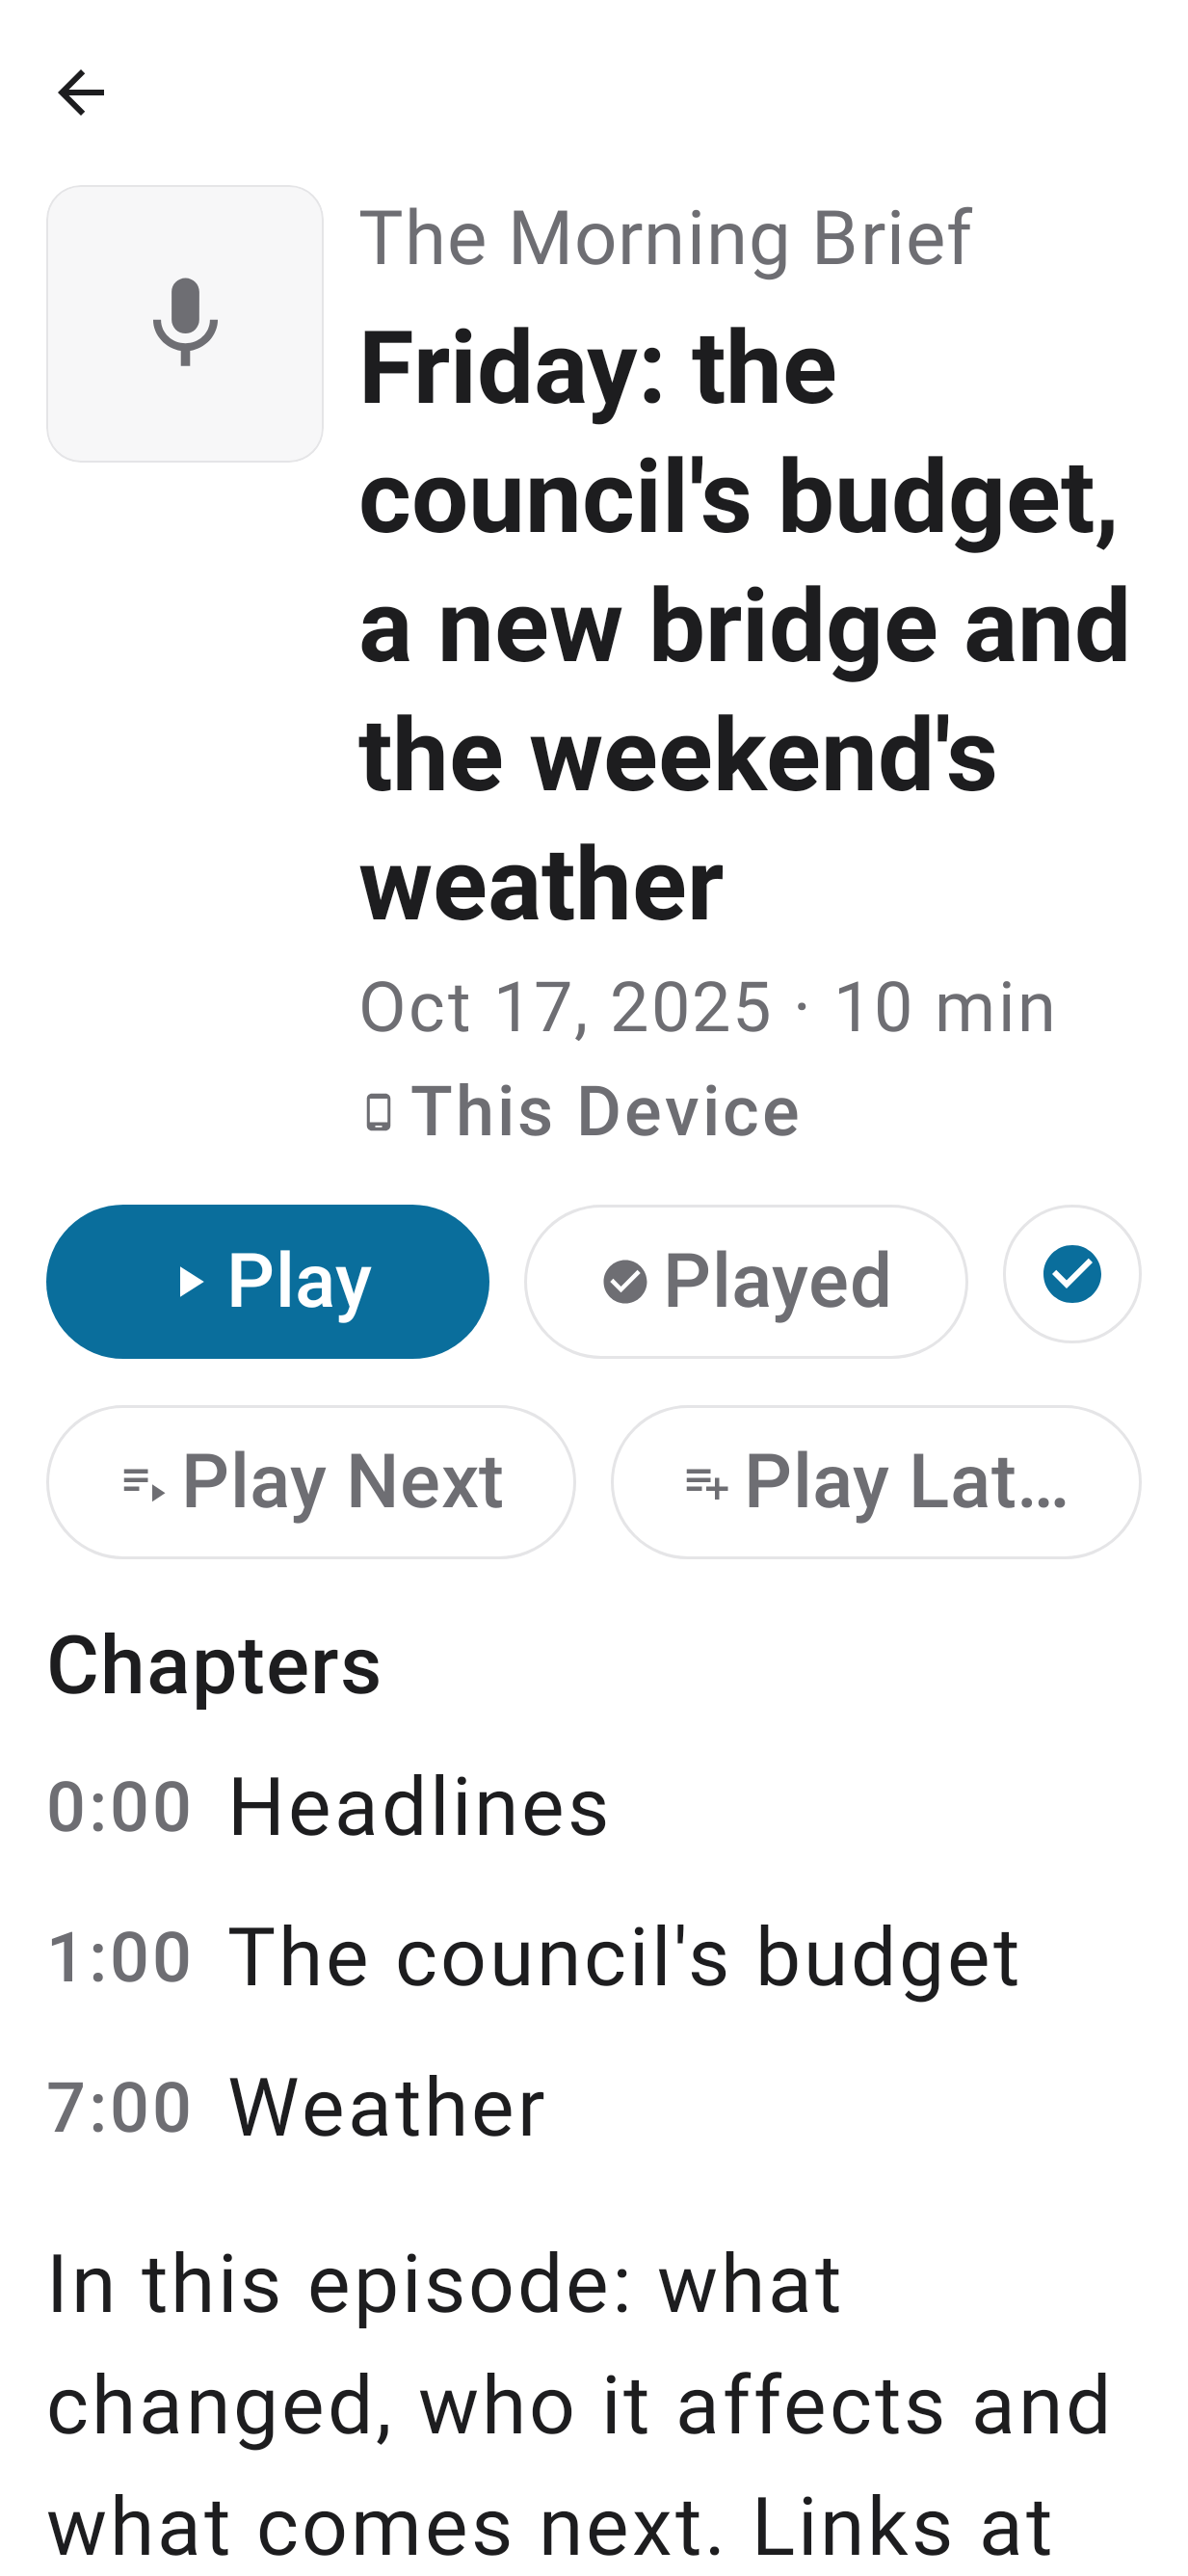 The Morning Brief
Friday: the
council's budget,
a new bridge and
the weekend's
weather
Oct 17, 2025 · 10 min
This Device
Play
Played
Play Next
Play Lat…
Chapters
0:00 Headlines
1:00 The council's budget
7:00 Weather
In this episode: what
changed, who it affects and
what comes next. Links at